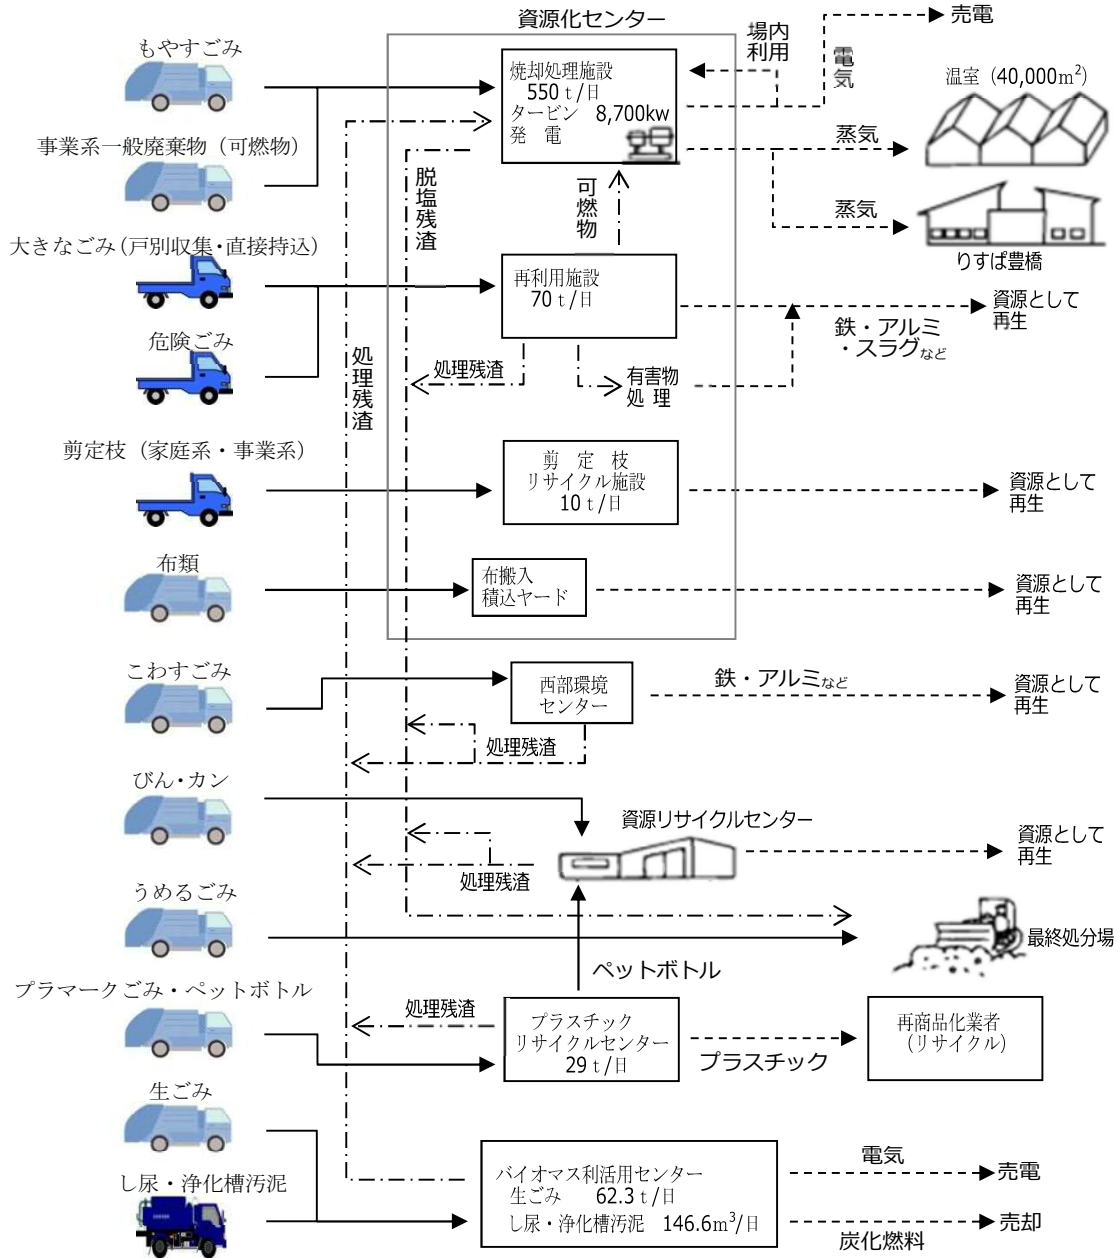 資源化センター
売電
場内
利用
電気
もやすごみ
焼却処理施設
550ｔ/日
タービン　8,700kw
発　電
温室（40,000m²）
事業系一般廃棄物（可燃物）
蒸気
脱塩残渣
可燃物
蒸気
りすぱ豊橋
大きなごみ（戸別収集・直接持込）
再利用施設
70ｔ/日
資源として
再生
鉄・アルミ
・スラグなど
危険ごみ
処理残渣
処理残渣
有害物
処 理
剪定枝（家庭系・事業系）
剪　定　枝
リサイクル施設
10ｔ/日
資源として
再生
布類
布搬入
積込ヤード
資源として
再生
こわすごみ
西部環境
センター
鉄・アルミなど
資源として
再生
処理残渣
びん・カン
資源リサイクルセンター
資源として
再生
処理残渣
うめるごみ
最終処分場
ペットボトル
プラマークごみ・ペットボトル
処理残渣
プラスチック
リサイクルセンター
29ｔ/日
プラスチック
再商品化業者
（リサイクル）
生ごみ
バイオマス利活用センター
生ごみ　62.3ｔ/日
し尿・浄化槽汚泥　146.6m³/日
電気
売電
し尿・浄化槽汚泥
売却
炭化燃料